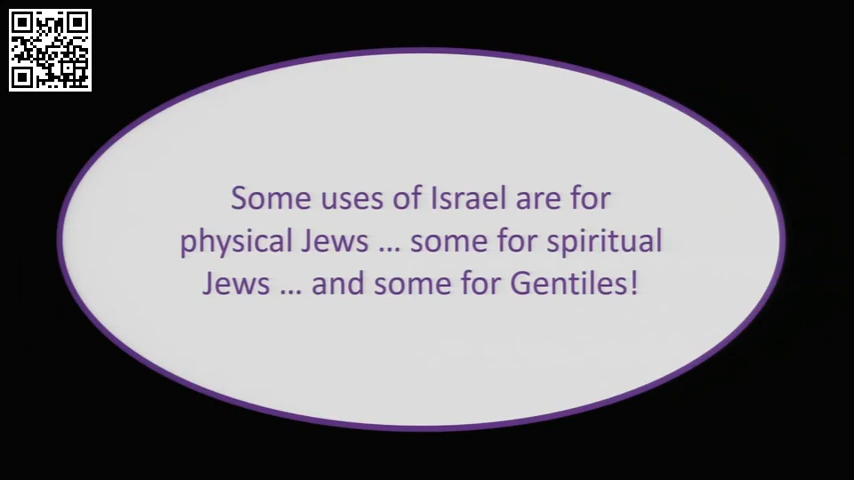 Some uses of Israel are for
physical Jews ... some for spiritual
Jews ... and some for Gentiles!